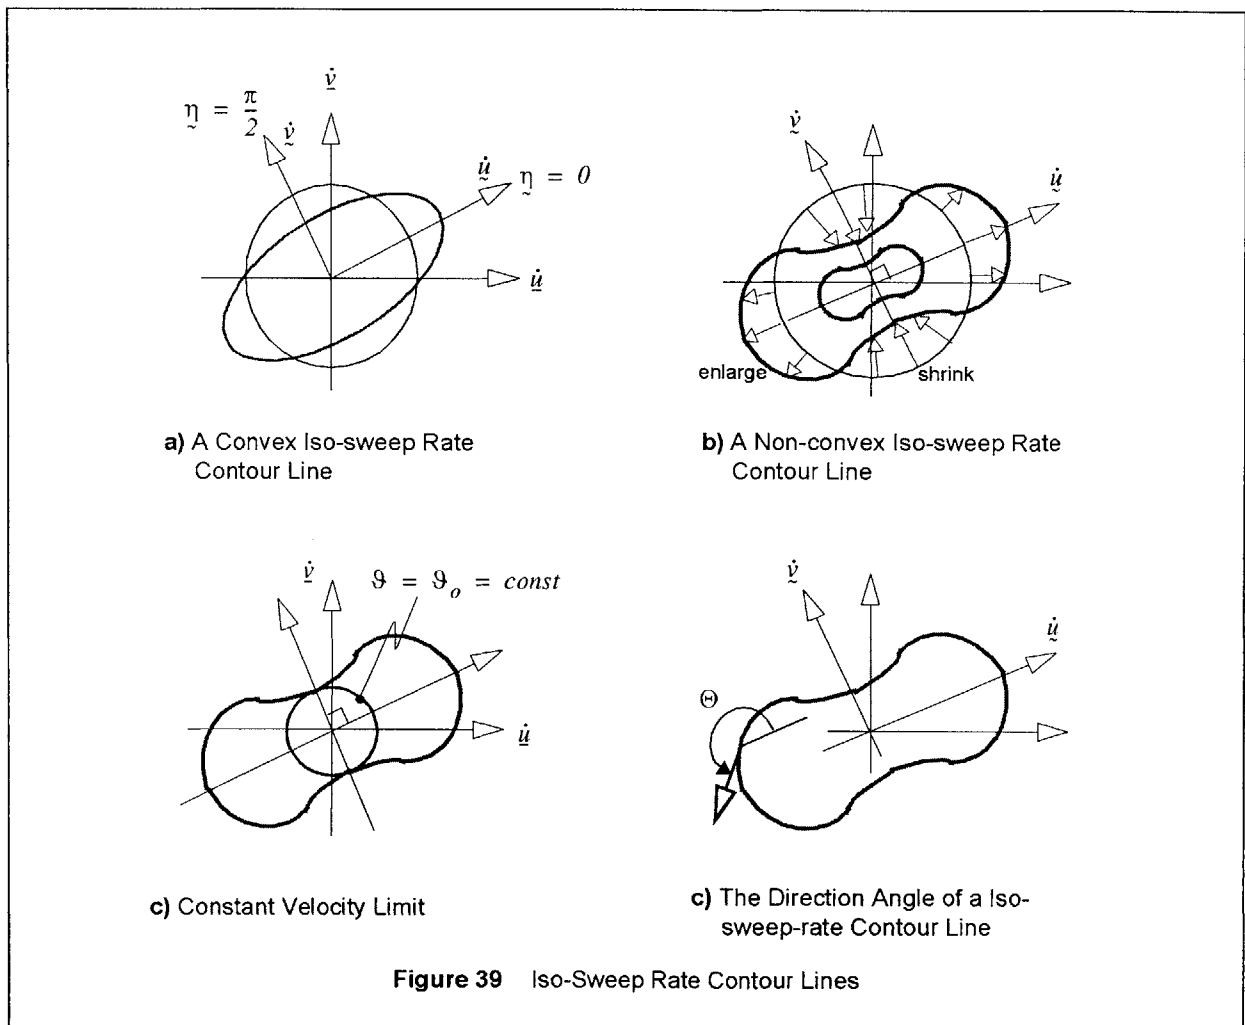 v̲̇
η̰ = π/2
v̰̇
ṵ̇
η̰ = 0
u̲̇
a) A Convex Iso-sweep Rate
Contour Line
v̰̇
ṵ̇
enlarge
shrink
b) A Non-convex Iso-sweep Rate
Contour Line
v̲̇
ϑ = ϑₒ = const
u̲̇
c) Constant Velocity Limit
v̰̇
ṵ̇
Θ
c) The Direction Angle of a Iso-
sweep-rate Contour Line
Figure 39 Iso-Sweep Rate Contour Lines